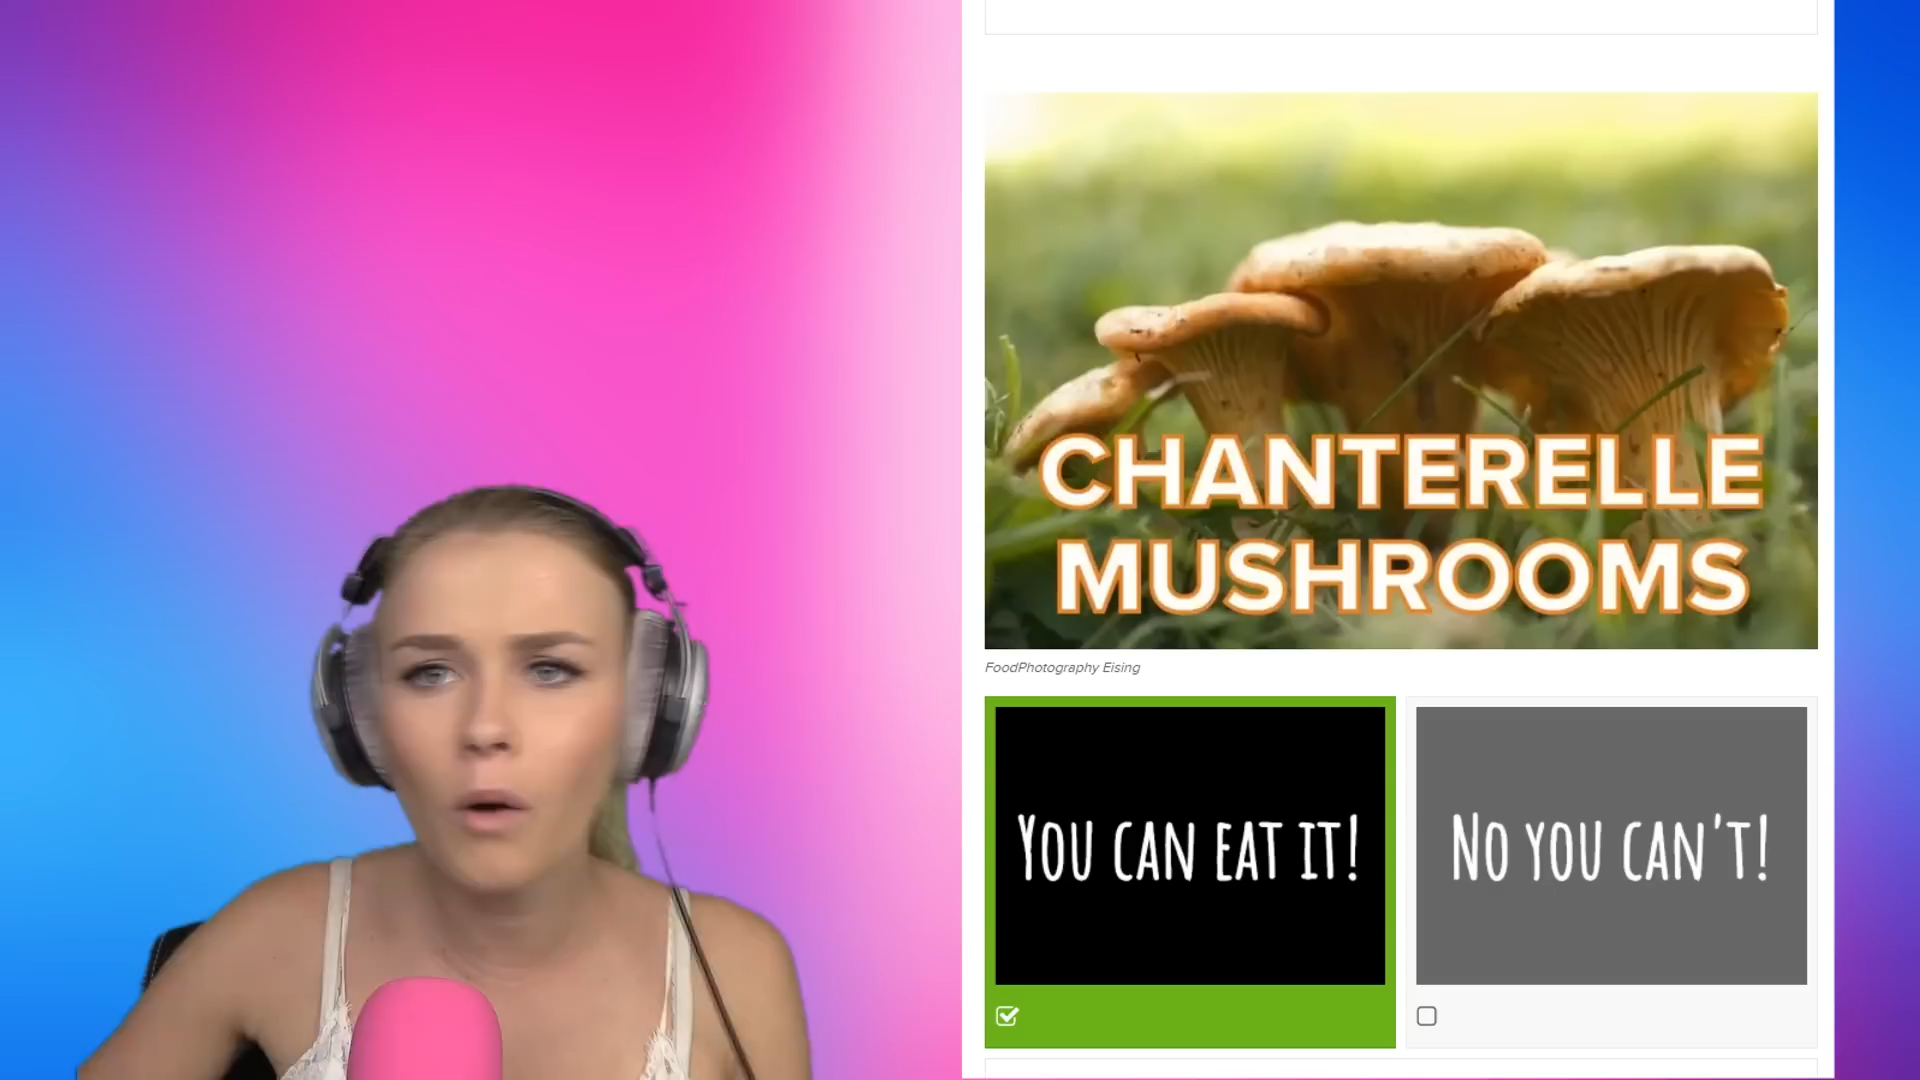 CHANTERELLE
MUSHROOMS
FoodPhotography Eising
YOU CAN EAT IT!
NO YOU CAN'T!